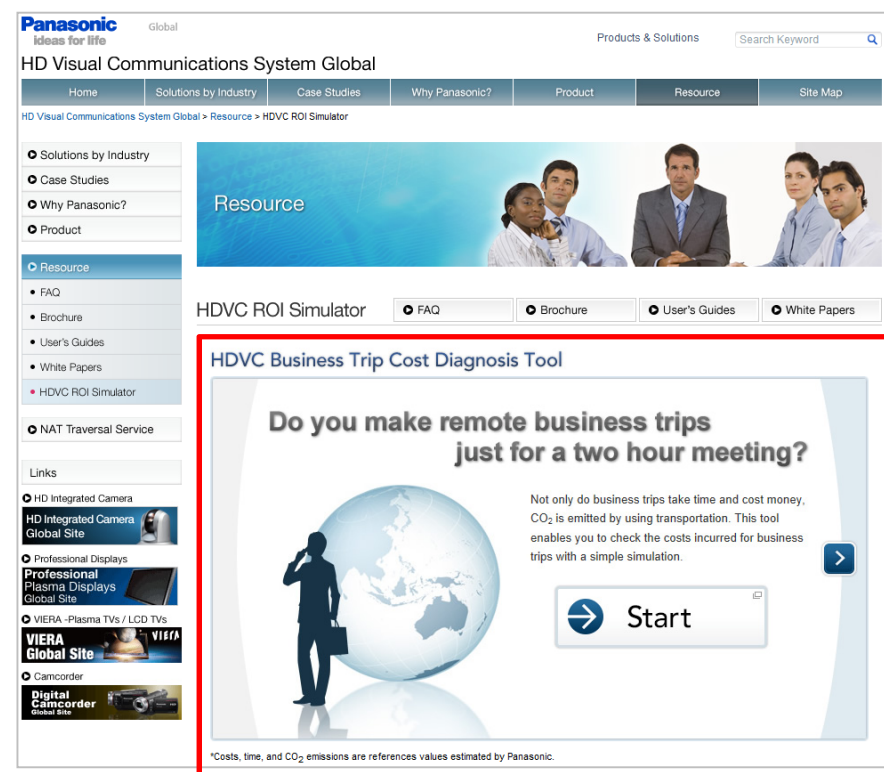 Panasonic
ideas for life
Global
Products & Solutions
Search Keyword
HD Visual Communications System Global
Home
Solutions by Industry
Case Studies
Why Panasonic?
Product
Resource
Site Map
HD Visual Communications System Global > Resource > HDVC ROI Simulator
Solutions by Industry
Case Studies
Why Panasonic?
Product
Resource
FAQ
Brochure
User's Guides
White Papers
HDVC ROI Simulator
NAT Traversal Service
Links
HD Integrated Camera
HD Integrated Camera
Global Site
Professional Displays
Professional
Plasma Displays
Global Site
VIERA -Plasma TVs / LCD TVs
VIERA
Global Site
VIERA
Camcorder
Digital
Camcorder
Global Site
Resource
HDVC ROI Simulator
FAQ
Brochure
User's Guides
White Papers
HDVC Business Trip Cost Diagnosis Tool
Do you make remote business trips
just for a two hour meeting?
Not only do business trips take time and cost money,
CO2 is emitted by using transportation. This tool
enables you to check the costs incurred for business
trips with a simple simulation.
Start
*Costs, time, and CO2 emissions are references values estimated by Panasonic.